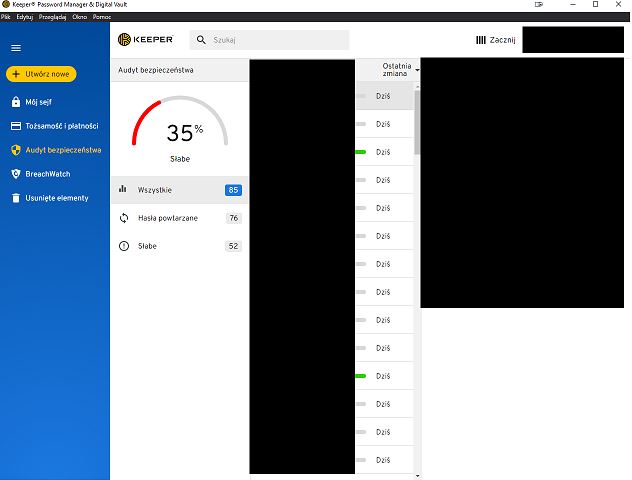 Keeper® Password Manager & Digital Vault
Plik Edytuj Przeglądaj Okno Pomoc
KEEPER
Szukaj
Zacznij
Utwórz nowe
Mój sejf
Tożsamość i płatności
Audyt bezpieczeństwa
BreachWatch
Usunięte elementy
Audyt bezpieczeństwa
35%
Słabe
Wszystkie 85
Hasła powtarzane 76
Słabe 52
Ostatnia
zmiana
Dziś
Dziś
Dziś
Dziś
Dziś
Dziś
Dziś
Dziś
Dziś
Dziś
Dziś
Dziś
Dziś
Dziś